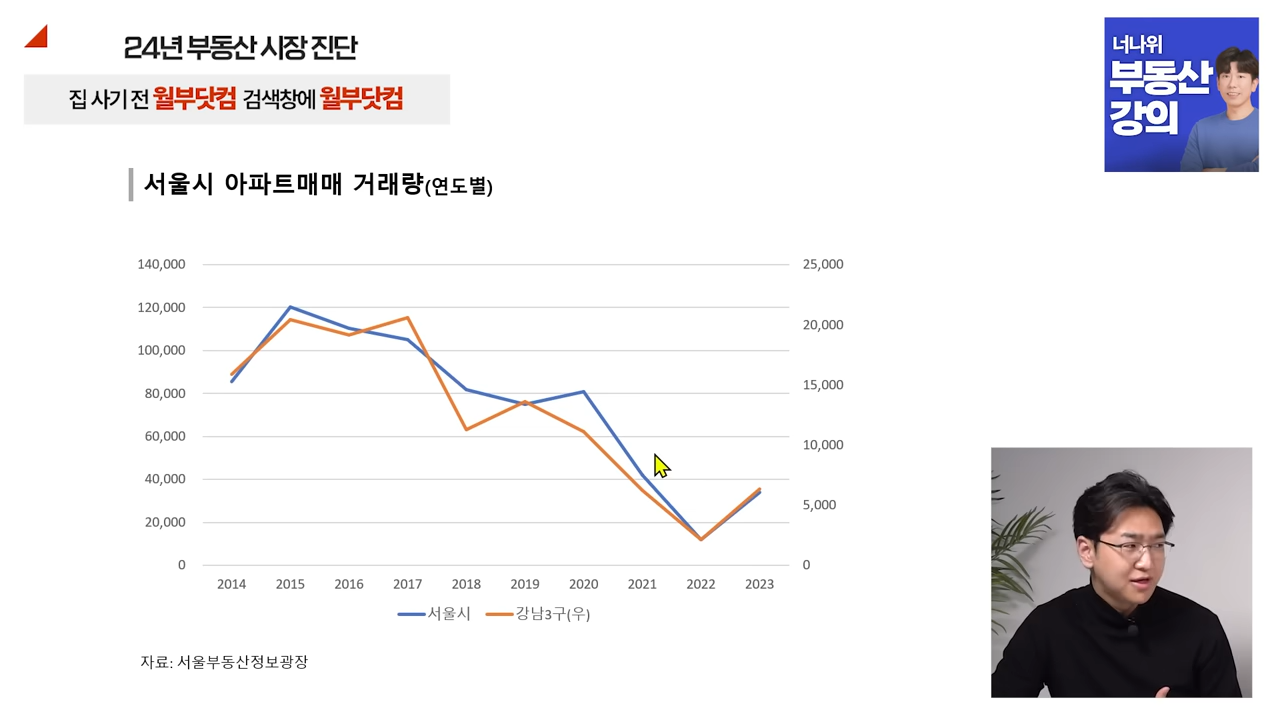 24년 부동산 시장 진단
집 사기 전 월부닷컴 검색창에 월부닷컴
너나위
부동산
강의
서울시 아파트매매 거래량(연도별)
140,000
120,000
100,000
80,000
60,000
40,000
20,000
0
25,000
20,000
15,000
10,000
5,000
0
2014 2015 2016 2017 2018 2019 2020 2021 2022 2023
서울시 강남3구(우)
자료: 서울부동산정보광장